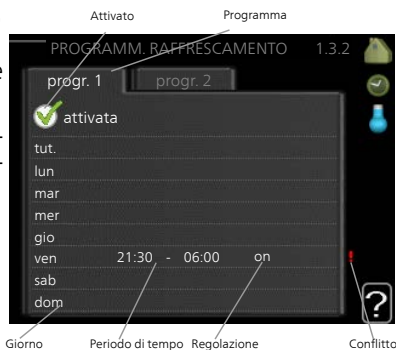 Attivato Programma
PROGRAMM. RAFFRESCAMENTO 1.3.2
progr. 1 progr. 2
attivata
tut.
lun
mar
mer
gio
ven 21:30 - 06:00 on !
sab
dom
?
Giorno Periodo di tempo Regolazione Conflitto